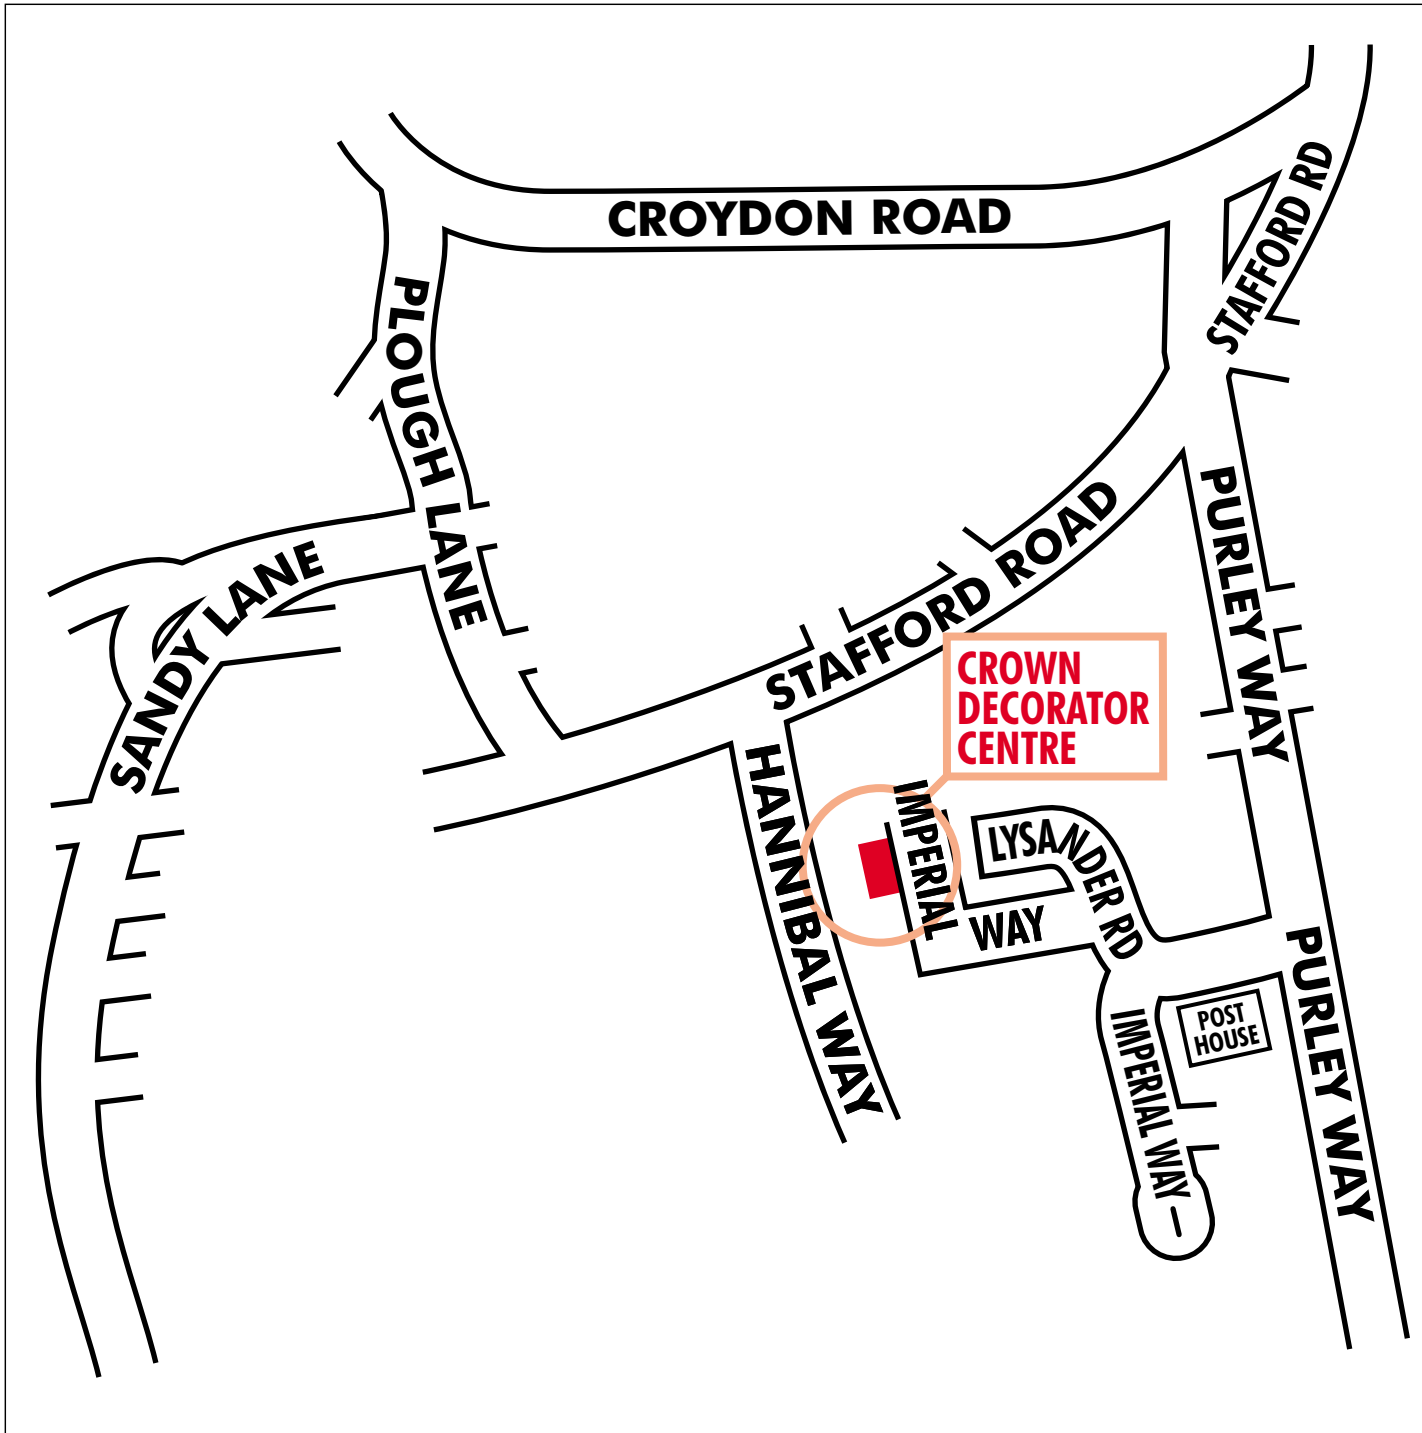 CROYDON ROAD
STAFFORD RD
PLOUGH LANE
SANDY LANE
STAFFORD ROAD
PURLEY WAY
CROWN
DECORATOR
CENTRE
HANNIBAL WAY
IMPERIAL
WAY
LYSANDER RD
PURLEY WAY
POST
HOUSE
IMPERIAL WAY